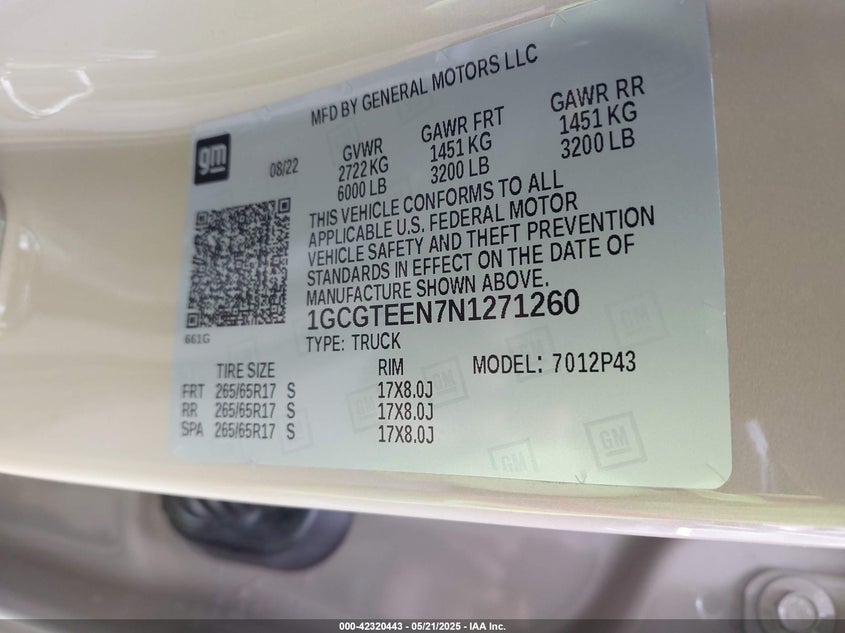 MFD BY GENERAL MOTORS LLC
gm
08/22
GVWR
2722 KG
6000 LB
GAWR FRT
1451 KG
3200 LB
GAWR RR
1451 KG
3200 LB
THIS VEHICLE CONFORMS TO ALL
APPLICABLE U.S. FEDERAL MOTOR
VEHICLE SAFETY AND THEFT PREVENTION
STANDARDS IN EFFECT ON THE DATE OF
MANUFACTURE SHOWN ABOVE.
1GCGTEEN7N1271260
661G
TYPE: TRUCK
TIRE SIZE RIM MODEL: 7012P43
FRT 265/65R17 S 17X8.0J
RR 265/65R17 S 17X8.0J
SPA 265/65R17 S 17X8.0J
GM
GM
GM
GM
000-42320443 — 05/21/2025 — IAA Inc.